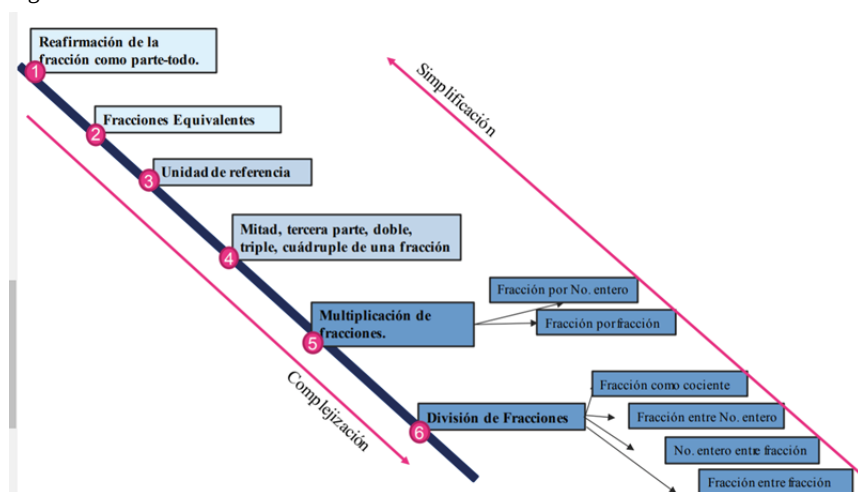 Reafirmación de la
fracción como parte-todo.
1
Simplificación
Fracciones Equivalentes
2
Unidad de referencia
3
Mitad, tercera parte, doble,
triple, cuádruple de una fracción
4
Fracción por No. entero
Multiplicación de
fracciones.
5
Fracción por fracción
Complejización
Fracción como cociente
División de Fracciones
6
Fracción entre No. entero
No. entero entre fracción
Fracción entre fracción